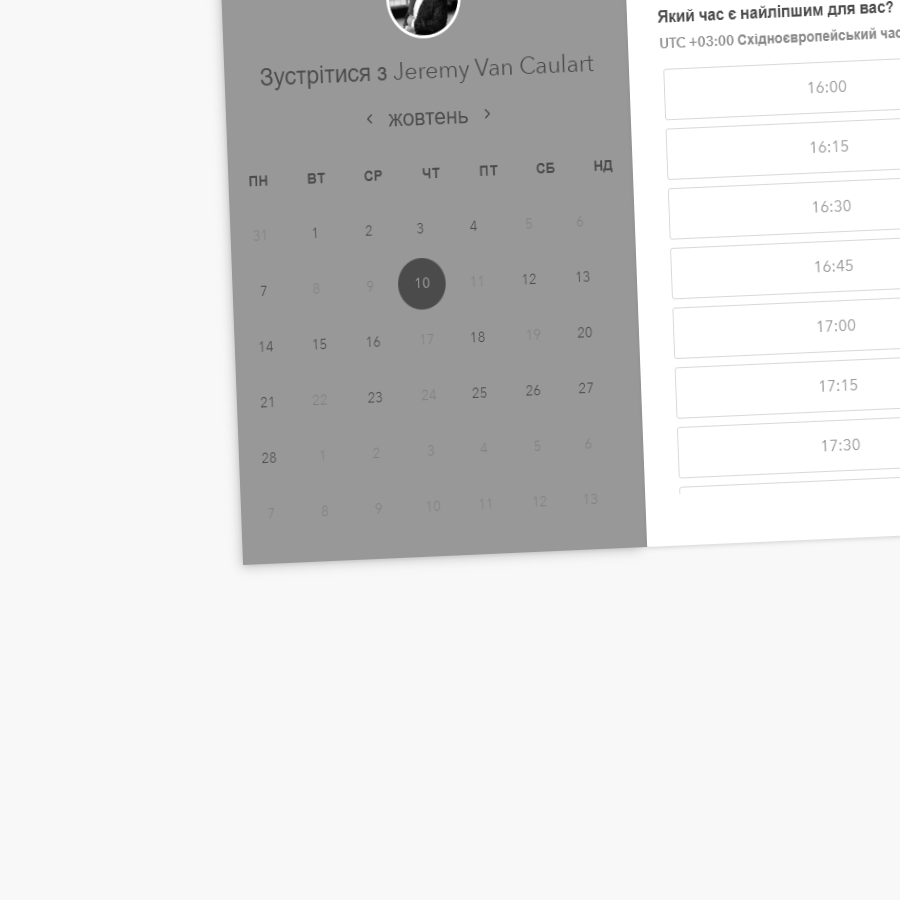 Зустрітися з Jeremy Van Caulart
‹ жовтень ›
ПН ВТ СР ЧТ ПТ СБ НД
31 1 2 3 4 5 6
7 8 9 10 11 12 13
14 15 16 17 18 19 20
21 22 23 24 25 26 27
28 1 2 3 4 5 6
7 8 9 10 11 12 13
Який час є найліпшим для вас?
UTC +03:00 Східноєвропейський час
16:00
16:15
16:30
16:45
17:00
17:15
17:30